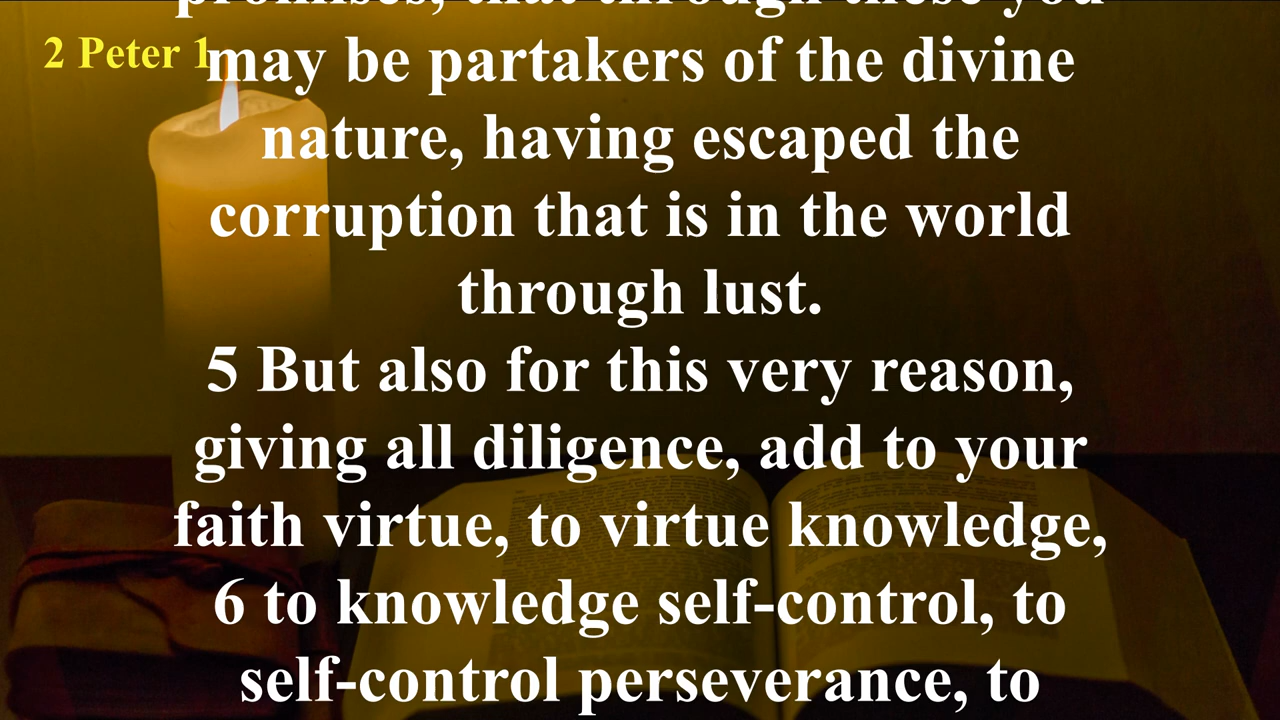 promises, that through these you
2 Peter 1
may be partakers of the divine
nature, having escaped the
corruption that is in the world
through lust.
5 But also for this very reason,
giving all diligence, add to your
faith virtue, to virtue knowledge,
6 to knowledge self-control, to
self-control perseverance, to